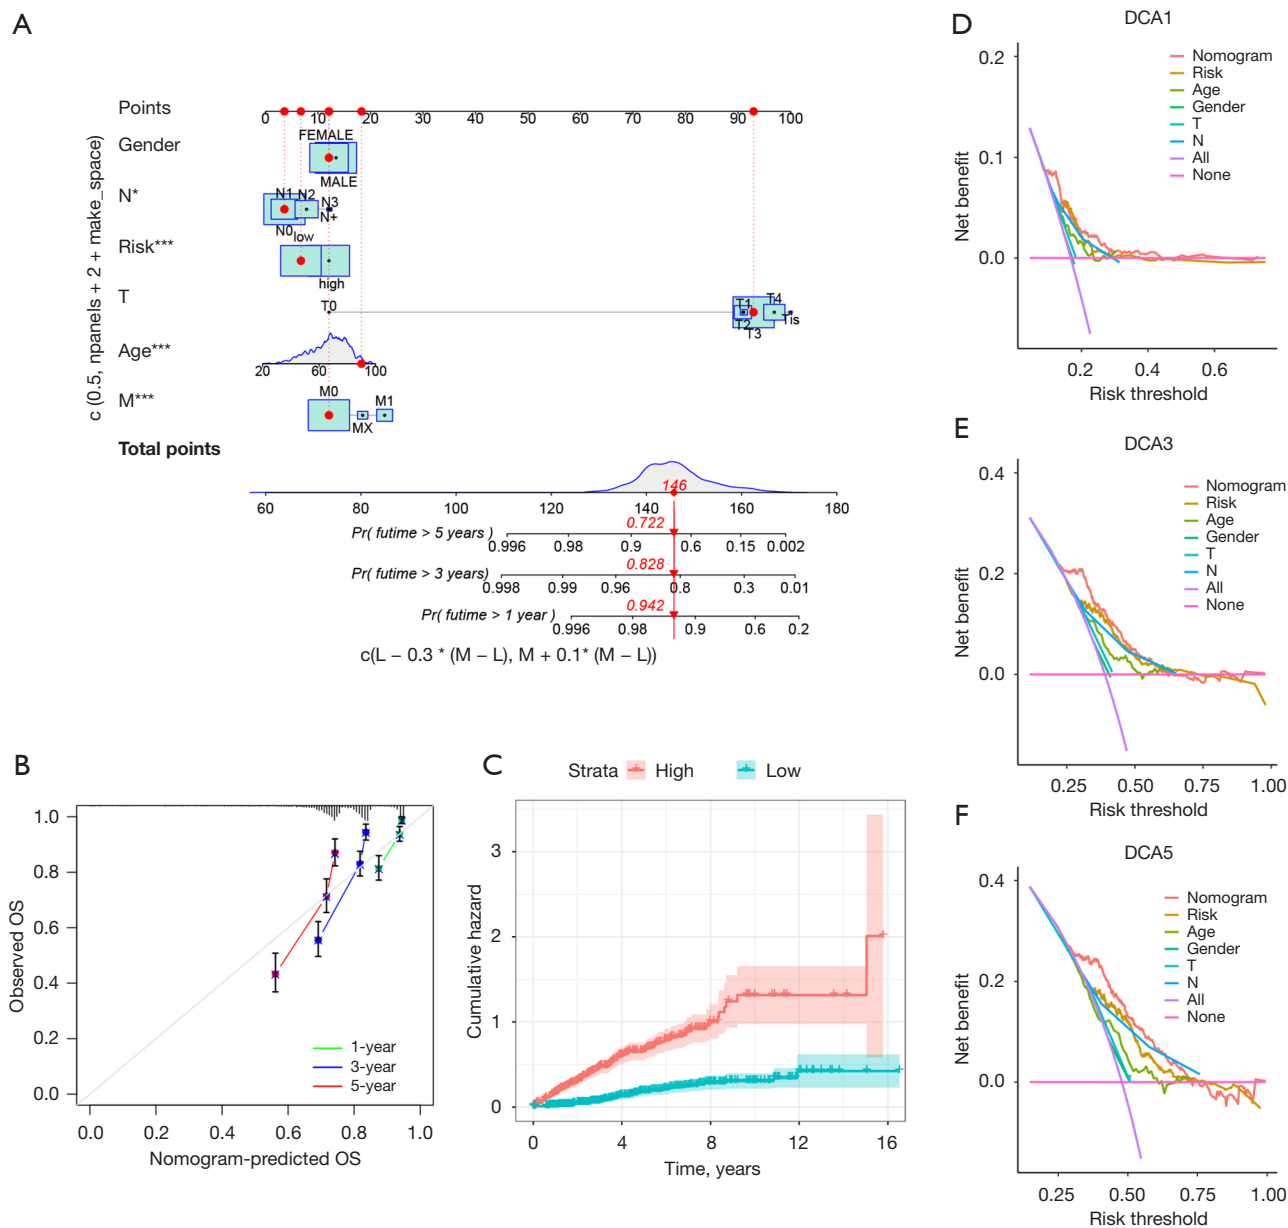 A
Points
0 10 20 30 40 50 60 70 80 90 100
Gender
FEMALE
MALE
N*
N1 N2 N3
N0 N+
Risk***
low
high
T
T0 T1 T4
T2 T3 Tis
Age***
20 60 100
M***
M0 M1
MX
c (0.5, npanels + 2 + make_space)
Total points
146
60 80 100 120 140 160 180
0.722
Pr( futime > 5 years )
0.996 0.98 0.9 0.6 0.15 0.002
0.828
Pr( futime > 3 years)
0.998 0.99 0.96 0.8 0.3 0.01
0.942
Pr( futime > 1 year )
0.996 0.98 0.9 0.6 0.2
c(L – 0.3 * (M – L), M + 0.1* (M – L))
B
Observed OS
1.0
0.8
0.6
0.4
0.2
0.0
1-year
3-year
5-year
0.0 0.2 0.4 0.6 0.8 1.0
Nomogram-predicted OS
C
Strata High Low
Cumulative hazard
3
2
1
0
0 4 8 12 16
Time, years
D
DCA1
Net benefit
0.2
0.1
0.0
Nomogram
Risk
Age
Gender
T
N
All
None
0.2 0.4 0.6
Risk threshold
E
DCA3
Net benefit
0.4
0.2
0.0
Nomogram
Risk
Age
Gender
T
N
All
None
0.25 0.50 0.75 1.00
Risk threshold
F
DCA5
Net benefit
0.4
0.2
0.0
Nomogram
Risk
Age
Gender
T
N
All
None
0.25 0.50 0.75 1.00
Risk threshold